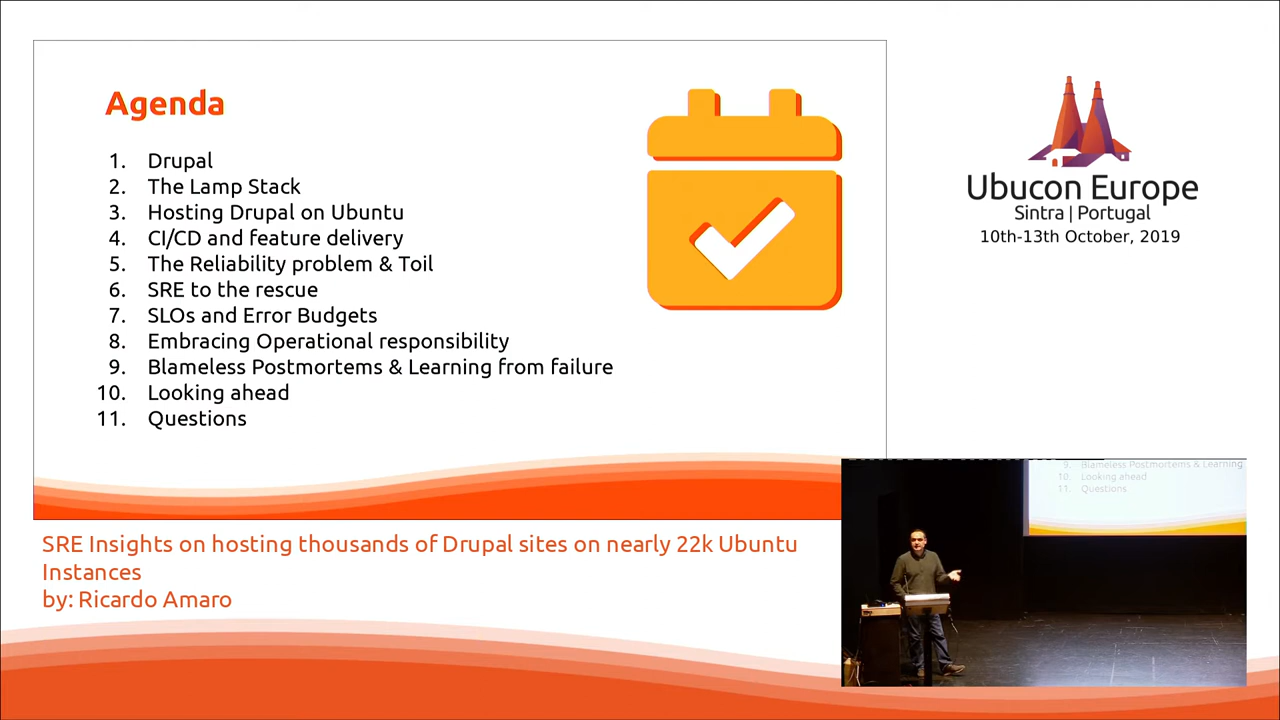 Agenda
1. Drupal
2. The Lamp Stack
3. Hosting Drupal on Ubuntu
4. CI/CD and feature delivery
5. The Reliability problem & Toil
6. SRE to the rescue
7. SLOs and Error Budgets
8. Embracing Operational responsibility
9. Blameless Postmortems & Learning from failure
10. Looking ahead
11. Questions
Ubucon Europe
Sintra | Portugal
10th-13th October, 2019
SRE Insights on hosting thousands of Drupal sites on nearly 22k Ubuntu
Instances
by: Ricardo Amaro
9. Blameless Postmortems & Learning
10. Looking ahead
11. Questions